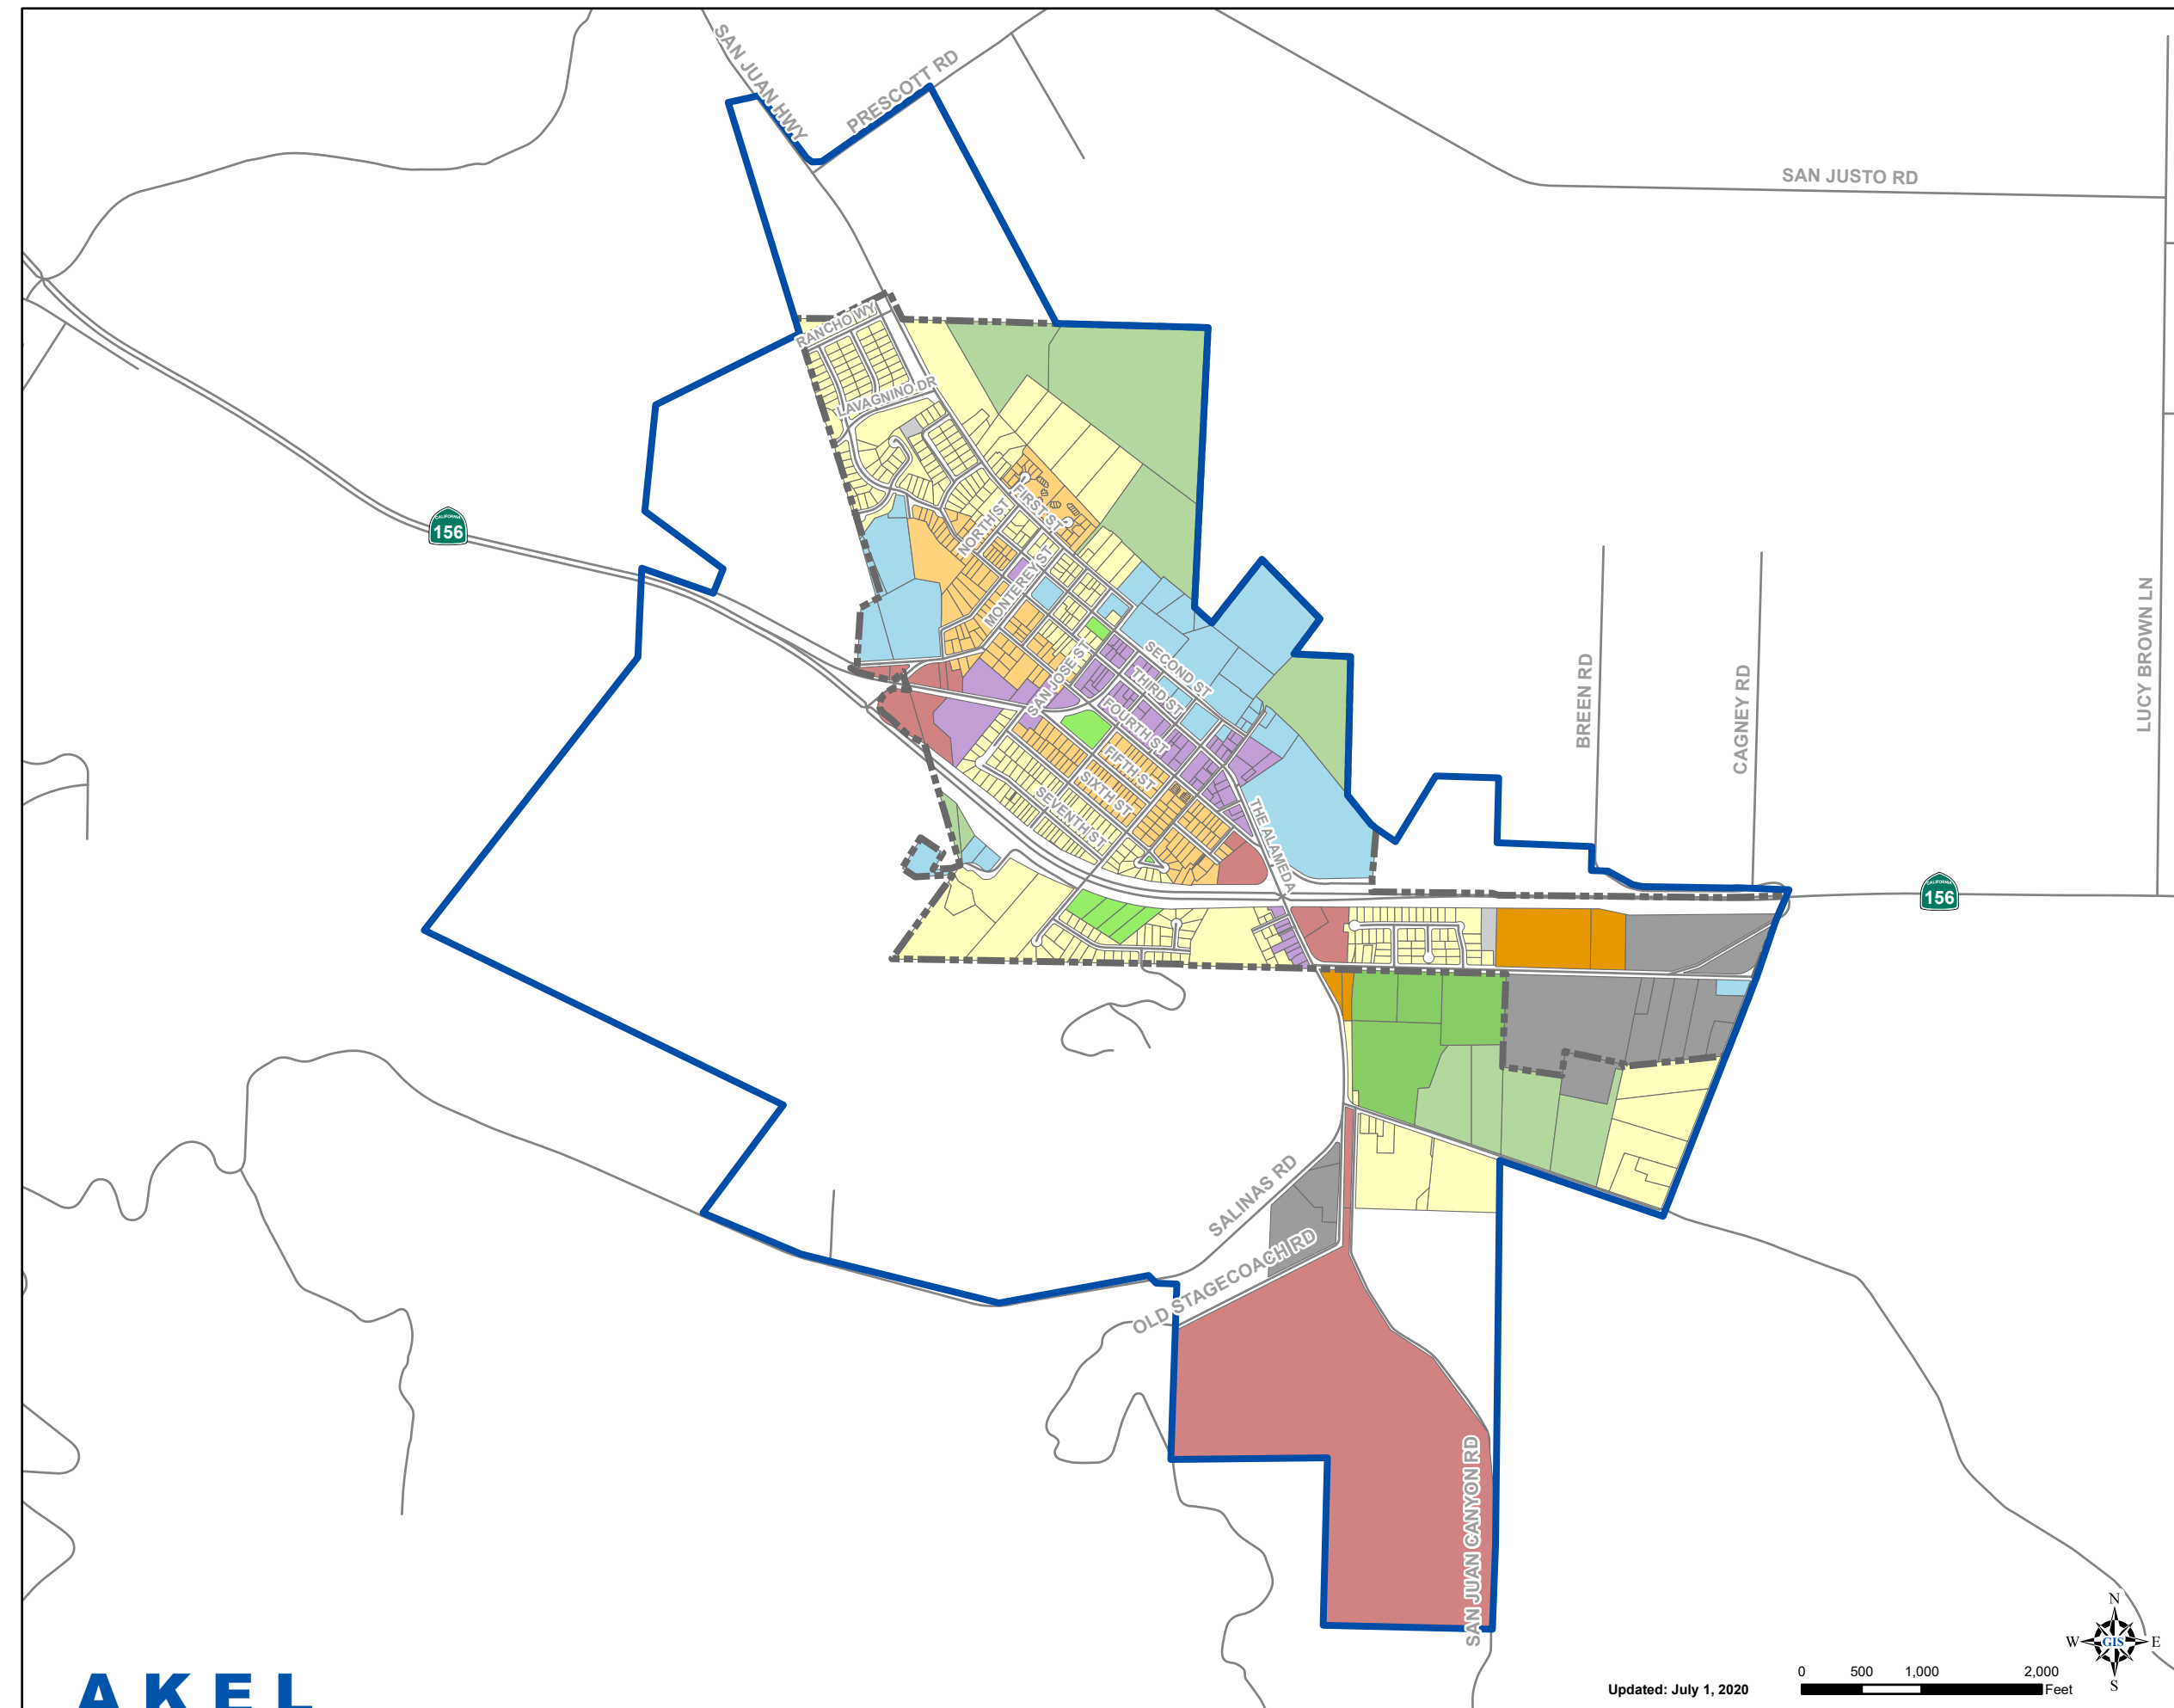 SAN JUAN HWY
PRESCOTT RD
SAN JUSTO RD
RANCHO WY
LAVAGNINO DR
CALIFORNIA
156
NORTH ST
FIRST ST
MONTEREY ST
SAN JOSE ST
SECOND ST
THIRD ST
FOURTH ST
FIFTH ST
SIXTH ST
SEVENTH ST
THE ALAMEDA
BREEN RD
CAGNEY RD
LUCY BROWN LN
CALIFORNIA
156
SALINAS RD
OLD STAGECOACH RD
SAN JUAN CANYON RD
N
W
GIS
E
S
0 500 1,000 2,000
Feet
Updated: July 1, 2020
AKEL